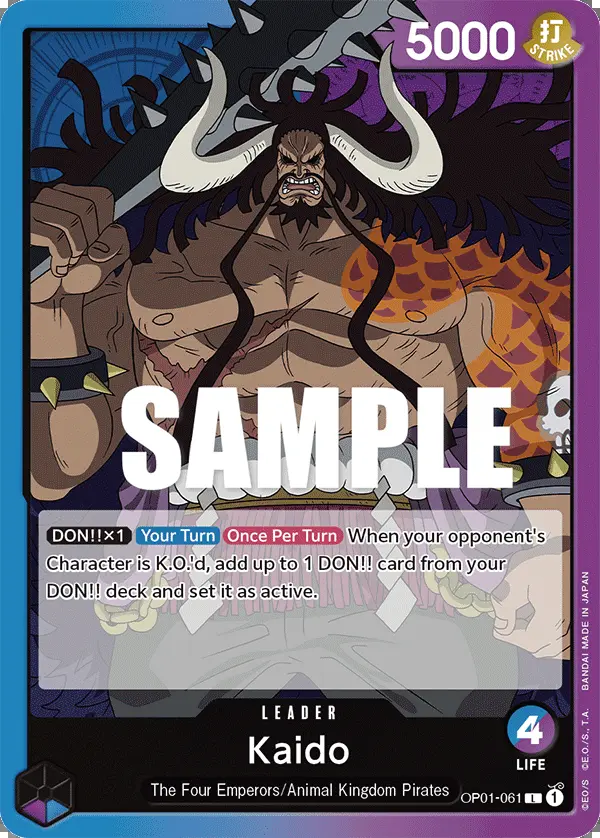 5000 打
STRIKE
SAMPLE
DON!!×1 Your Turn Once Per Turn When your opponent's
Character is K.O.'d, add up to 1 DON!! card from your
DON!! deck and set it as active.
LEADER
Kaido
The Four Emperors/Animal Kingdom Pirates
4
LIFE
OP01-061 L 1
©EO/S ©E.O./S., T.A. BANDAI MADE IN JAPAN